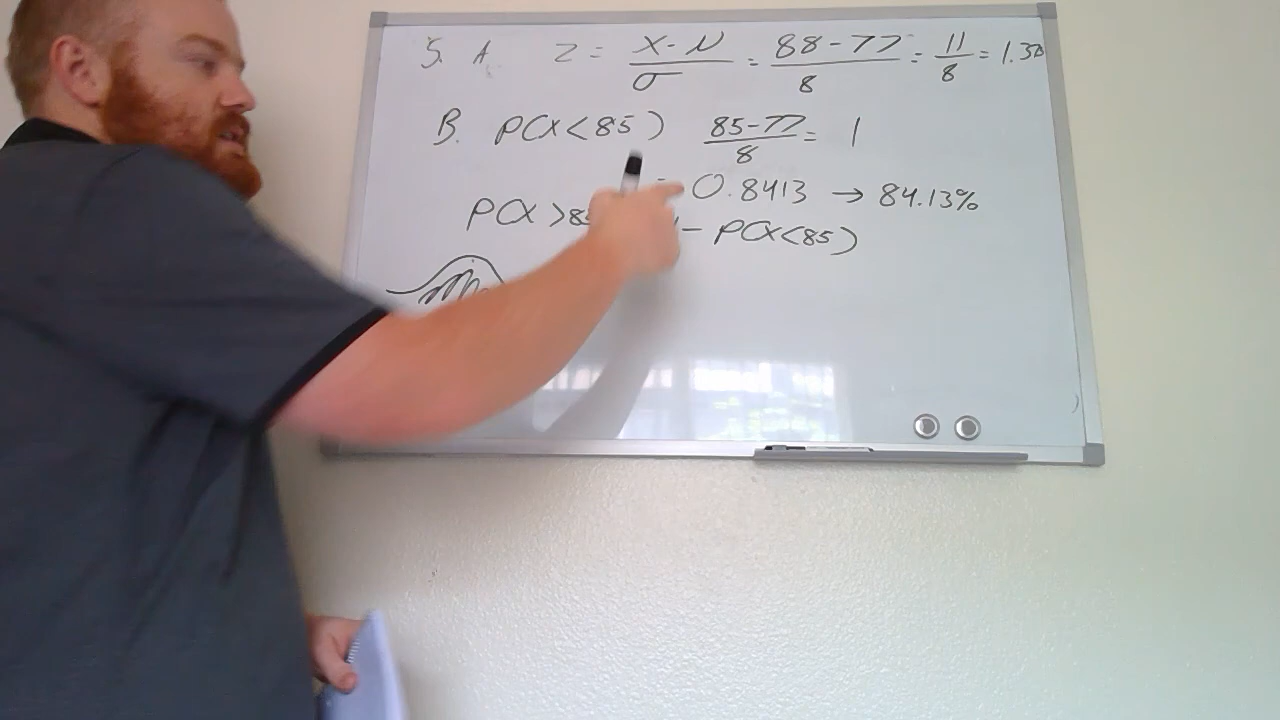 5. A. Z = X-μ / σ = 88-77 / 8 = 11/8 = 1.38
B. P(X<85) 85-77 / 8 = 1
= 0.8413 → 84.13%
P(X >85 - P(X<85)